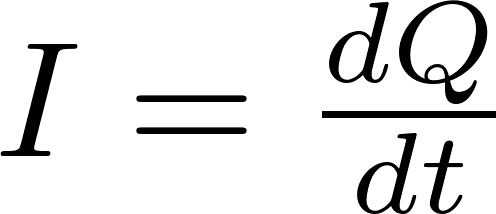 I = dQ/dt